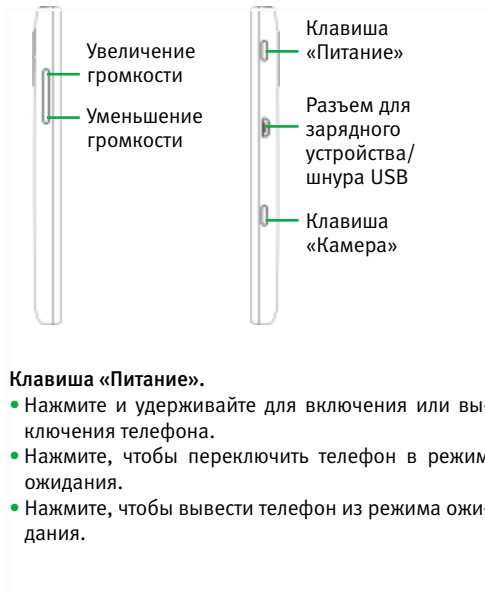 Увеличение
громкости
Уменьшение
громкости
Клавиша
«Питание»
Разъем для
зарядного
устройства/
шнура USB
Клавиша
«Камера»
Клавиша «Питание».
• Нажмите и удерживайте для включения или вы-
ключения телефона.
• Нажмите, чтобы переключить телефон в режим
ожидания.
• Нажмите, чтобы вывести телефон из режима ожи-
дания.